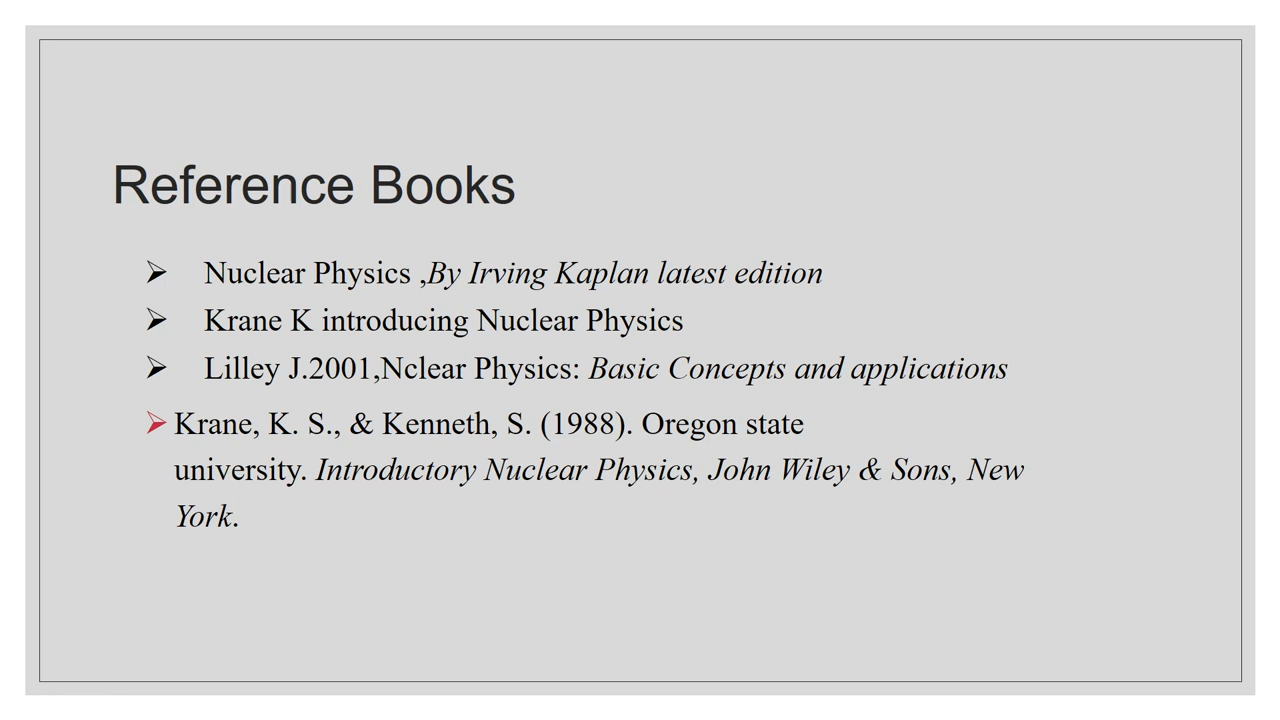 Reference Books
Nuclear Physics ,By Irving Kaplan latest edition
Krane K introducing Nuclear Physics
Lilley J.2001,Nclear Physics: Basic Concepts and applications
Krane, K. S., & Kenneth, S. (1988). Oregon state
university. Introductory Nuclear Physics, John Wiley & Sons, New
York.